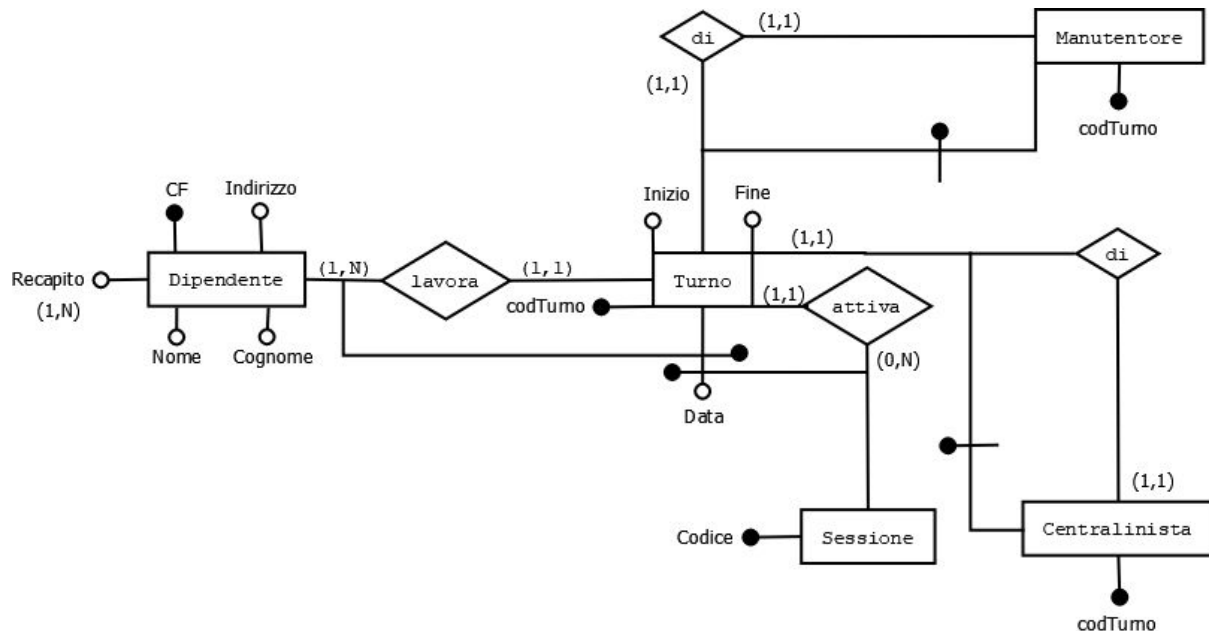 di
(1,1)
Manutentore
(1,1)
codTurno
CF
Indirizzo
Inizio
Fine
(1,1)
di
Recapito
(1,N)
Dipendente
(1,N)
lavora
(1,1)
Turno
(1,1)
attiva
codTurno
Nome
Cognome
(0,N)
Data
(1,1)
Codice
Sessione
Centralinista
codTurno